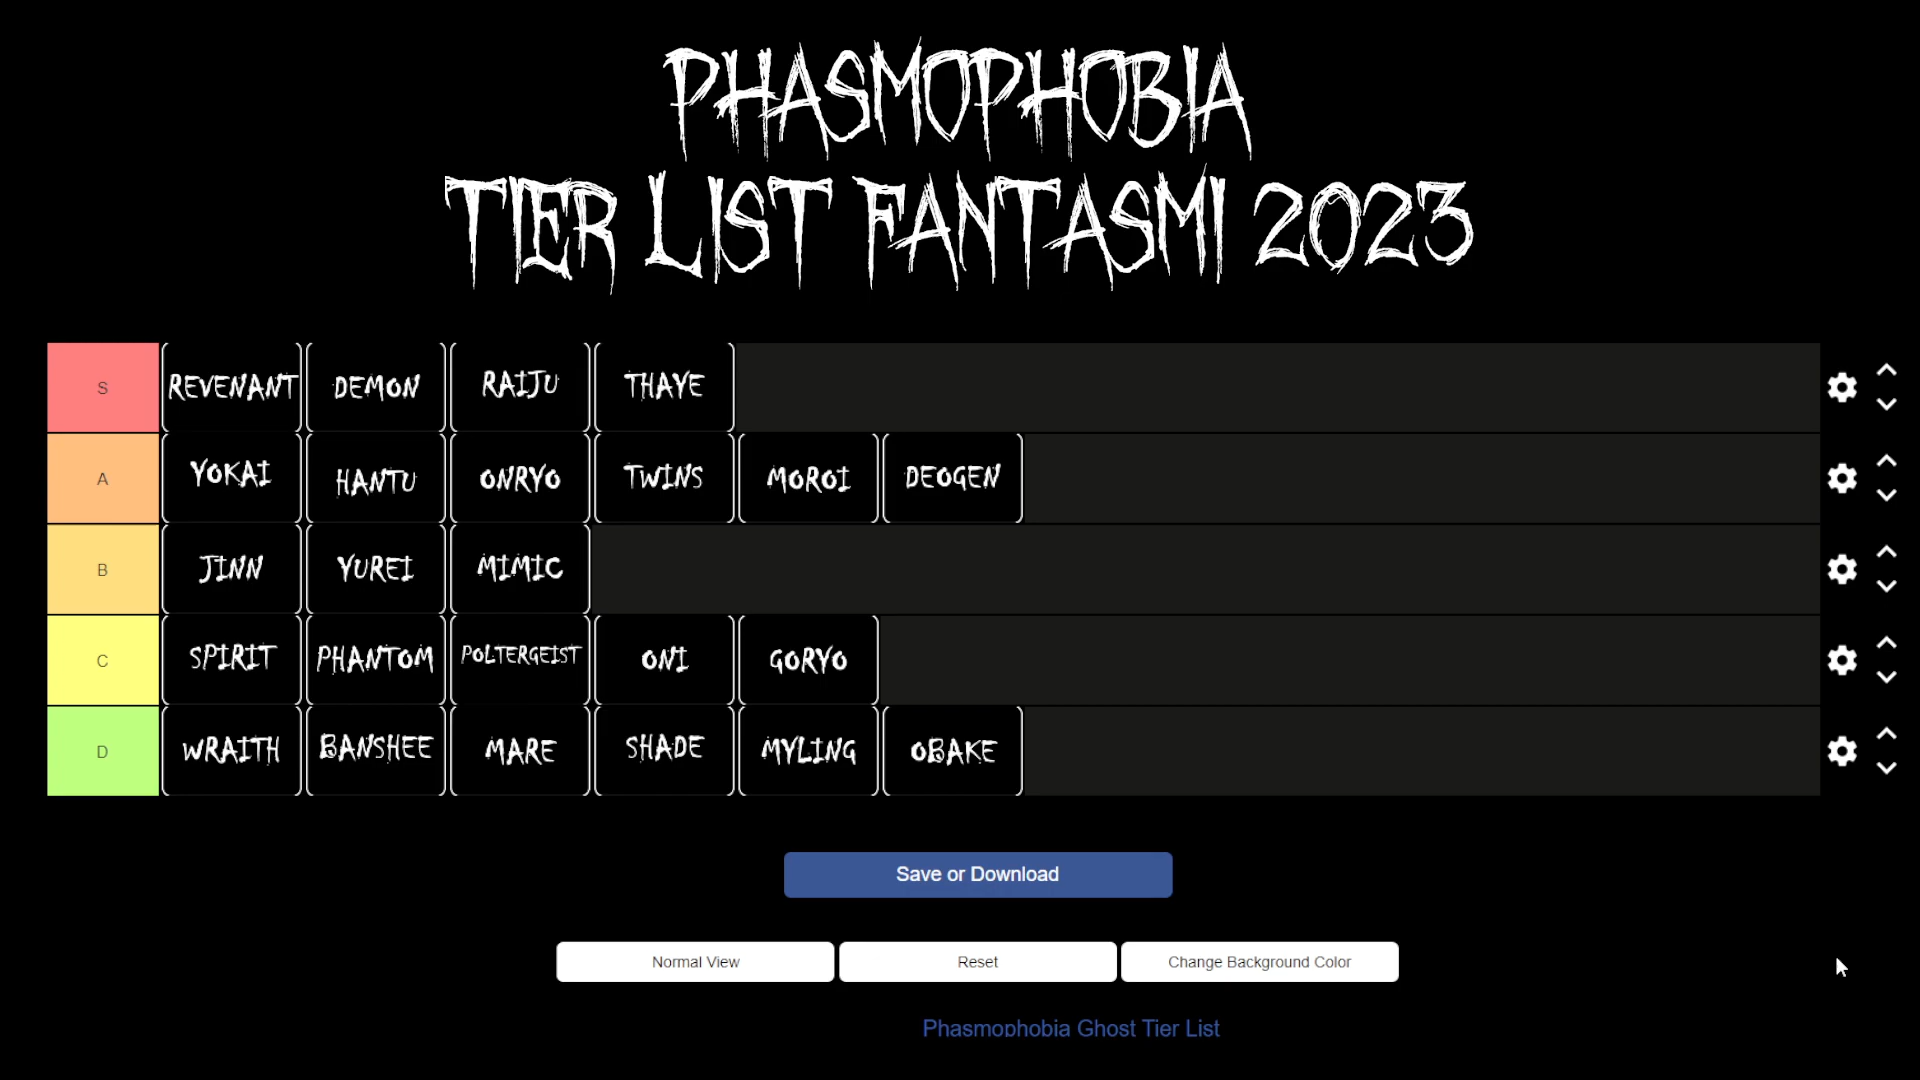 PHASMOPHOBIA
TIER LIST FANTASMI 2023
S REVENANT DEMON RAIJU THAYE
A YOKAI HANTU ONRYO TWINS MOROI DEOGEN
B JINN YUREI MIMIC
C SPIRIT PHANTOM POLTERGEIST ONI GORYO
D WRAITH BANSHEE MARE SHADE MYLING OBAKE
Save or Download
Normal View Reset Change Background Color
Phasmophobia Ghost Tier List